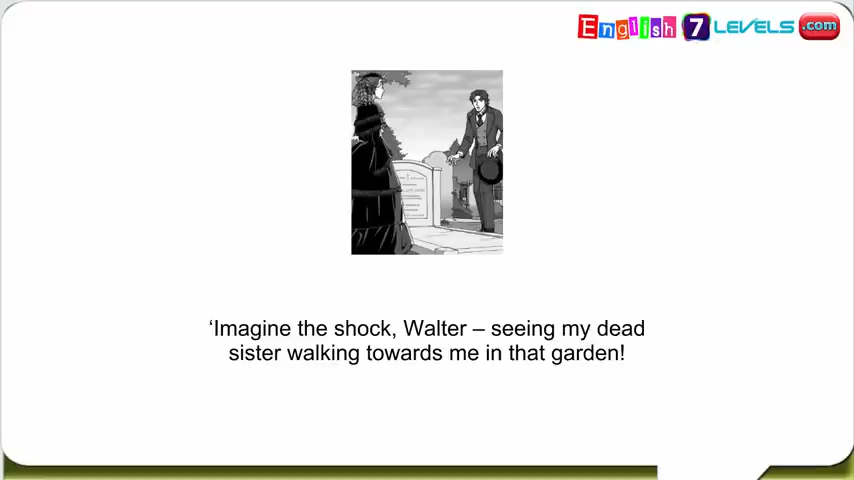 English 7 LEVELS .com
‘Imagine the shock, Walter – seeing my dead
sister walking towards me in that garden!